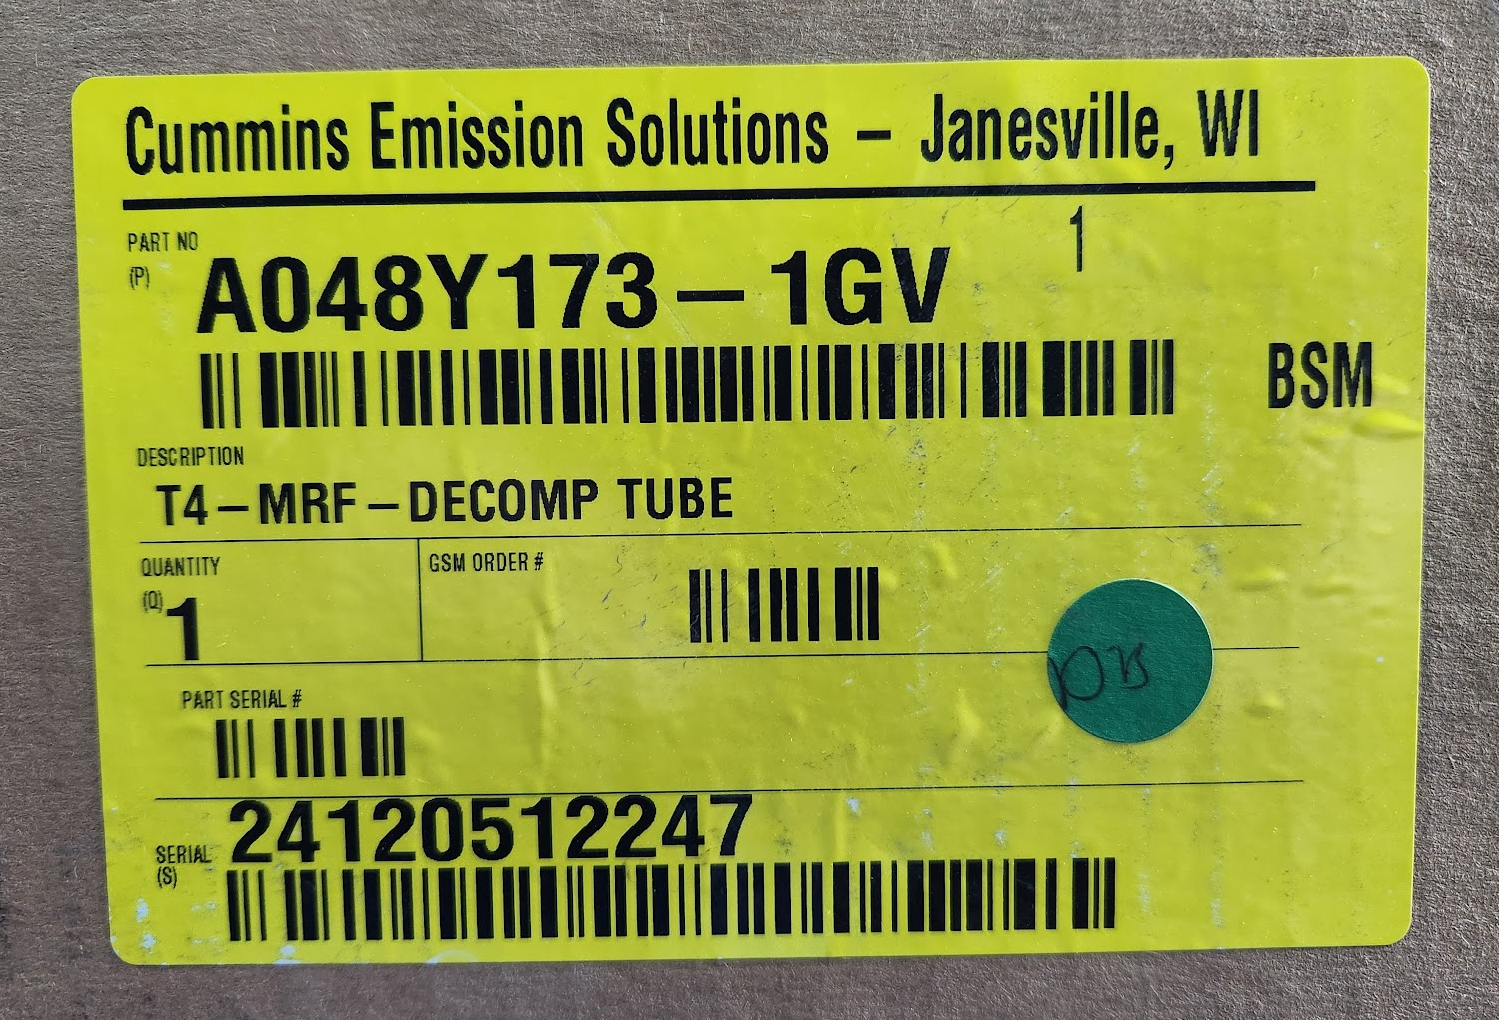 Cummins Emission Solutions – Janesville, WI
PART NO
(P)
A048Y173–1GV
1
BSM
DESCRIPTION
T4–MRF–DECOMP TUBE
QUANTITY
(Q)
1
GSM ORDER #
PART SERIAL #
24120512247
SERIAL
(S)